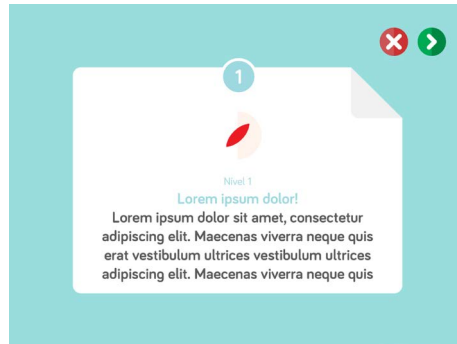 1
Nivel 1
Lorem ipsum dolor!
Lorem ipsum dolor sit amet, consectetur
adipiscing elit. Maecenas viverra neque quis
erat vestibulum ultrices vestibulum ultrices
adipiscing elit. Maecenas viverra neque quis